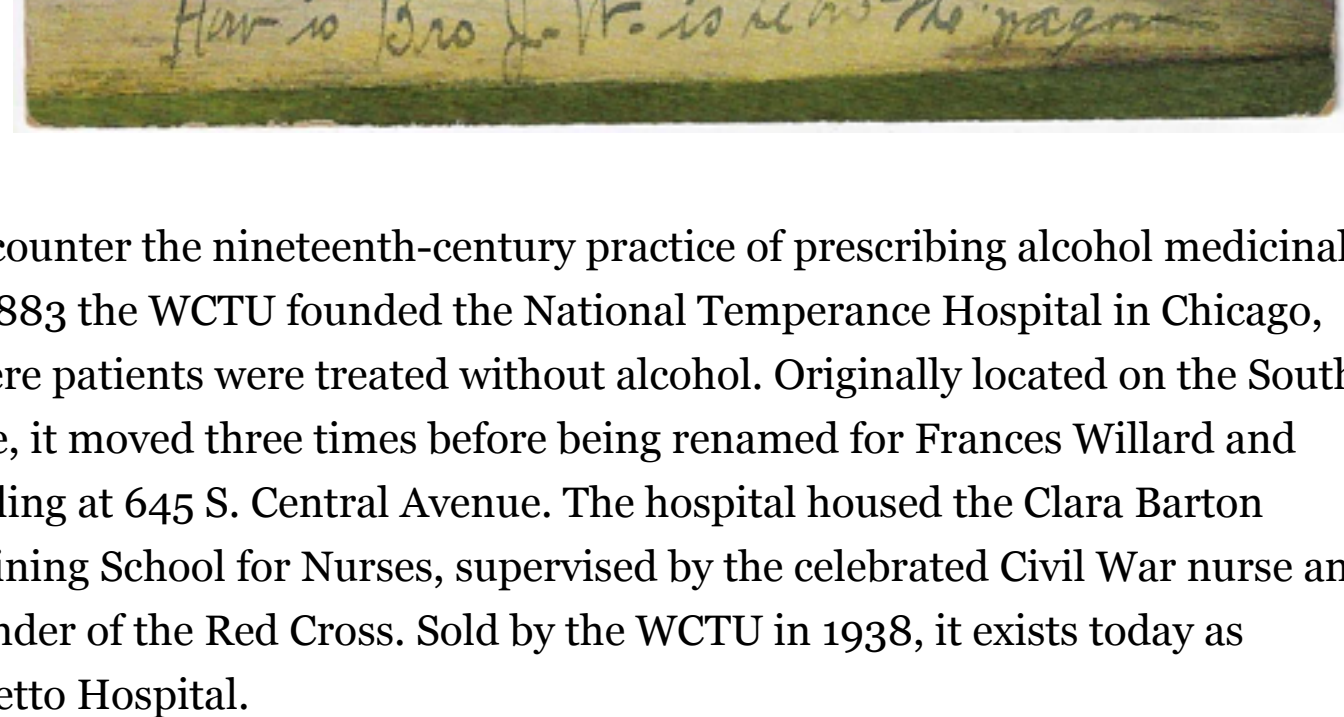 How is Bro J. W. is he on the wagon
counter the nineteenth-century practice of prescribing alcohol medicinal
883 the WCTU founded the National Temperance Hospital in Chicago,
ere patients were treated without alcohol. Originally located on the South
e, it moved three times before being renamed for Frances Willard and
ling at 645 S. Central Avenue. The hospital housed the Clara Barton
ining School for Nurses, supervised by the celebrated Civil War nurse an
nder of the Red Cross. Sold by the WCTU in 1938, it exists today as
etto Hospital.